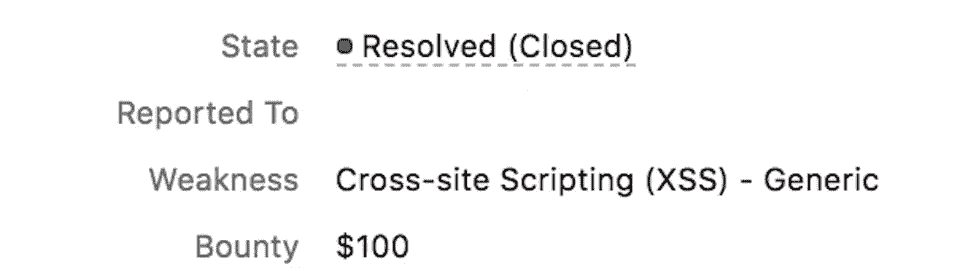 State Resolved (Closed)
Reported To
Weakness Cross-site Scripting (XSS) - Generic
Bounty $100